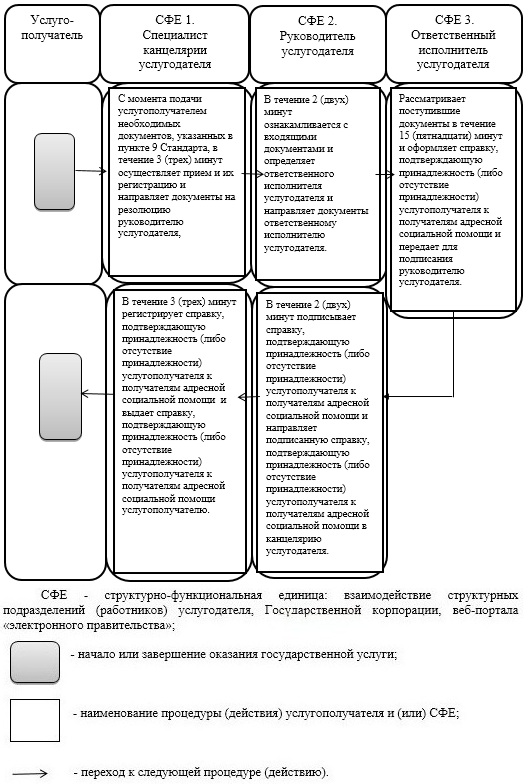 Услуго-
получатель
СФЕ 1.
Специалист
канцелярии
услугодателя
СФЕ 2.
Руководитель
услугодателя
СФЕ 3.
Ответственный
исполнитель
услугодателя
С момента подачи
услугополучателем
необходимых
документов, указанных в
пункте 9 Стандарта, в
течение 3 (трех) минут
осуществляет прием и их
регистрацию и
направляет документы на
резолюцию
руководителю
услугодателя,
В течение 2 (двух)
минут
ознакамливается с
входящими
документами и
определяет
ответственного
исполнителя
услугодателя и
направляет документы
ответственному
исполнителю
услугодателя.
Рассматривает
поступившие
документы в течение
15 (пятнадцати) минут
и оформляет справку,
подтверждающую
принадлежность (либо
отсутствие
принадлежности)
услугополучателя к
получателям адресной
социальной помощи и
передает для
подписания
руководителю
услугодателя.
В течение 3 (трех) минут
регистрирует справку,
подтверждающую
принадлежность (либо
отсутствие
принадлежности)
услугополучателя к
получателям адресной
социальной помощи  и
выдает справку,
подтверждающую
принадлежность (либо
отсутствие
принадлежности)
услугополучателя к
получателям адресной
социальной помощи
услугополучателю.
В течение 2 (двух)
минут подписывает
справку,
подтверждающую
принадлежность (либо
отсутствие
принадлежности)
услугополучателя к
получателям адресной
социальной помощи и
направляет
подписанную справку,
подтверждающую
принадлежность (либо
отсутствие
принадлежности)
услугополучателя к
получателям адресной
социальной помощи в
канцелярию
услугодателя.
СФЕ - структурно-функциональная единица: взаимодействие структурных
подразделений (работников) услугодателя, Государственной корпорации, веб-портала
«электронного правительства»;
- начало или завершение оказания государственной услуги;
- наименование процедуры (действия) услугополучателя и (или) СФЕ;
- переход к следующей процедуре (действию).